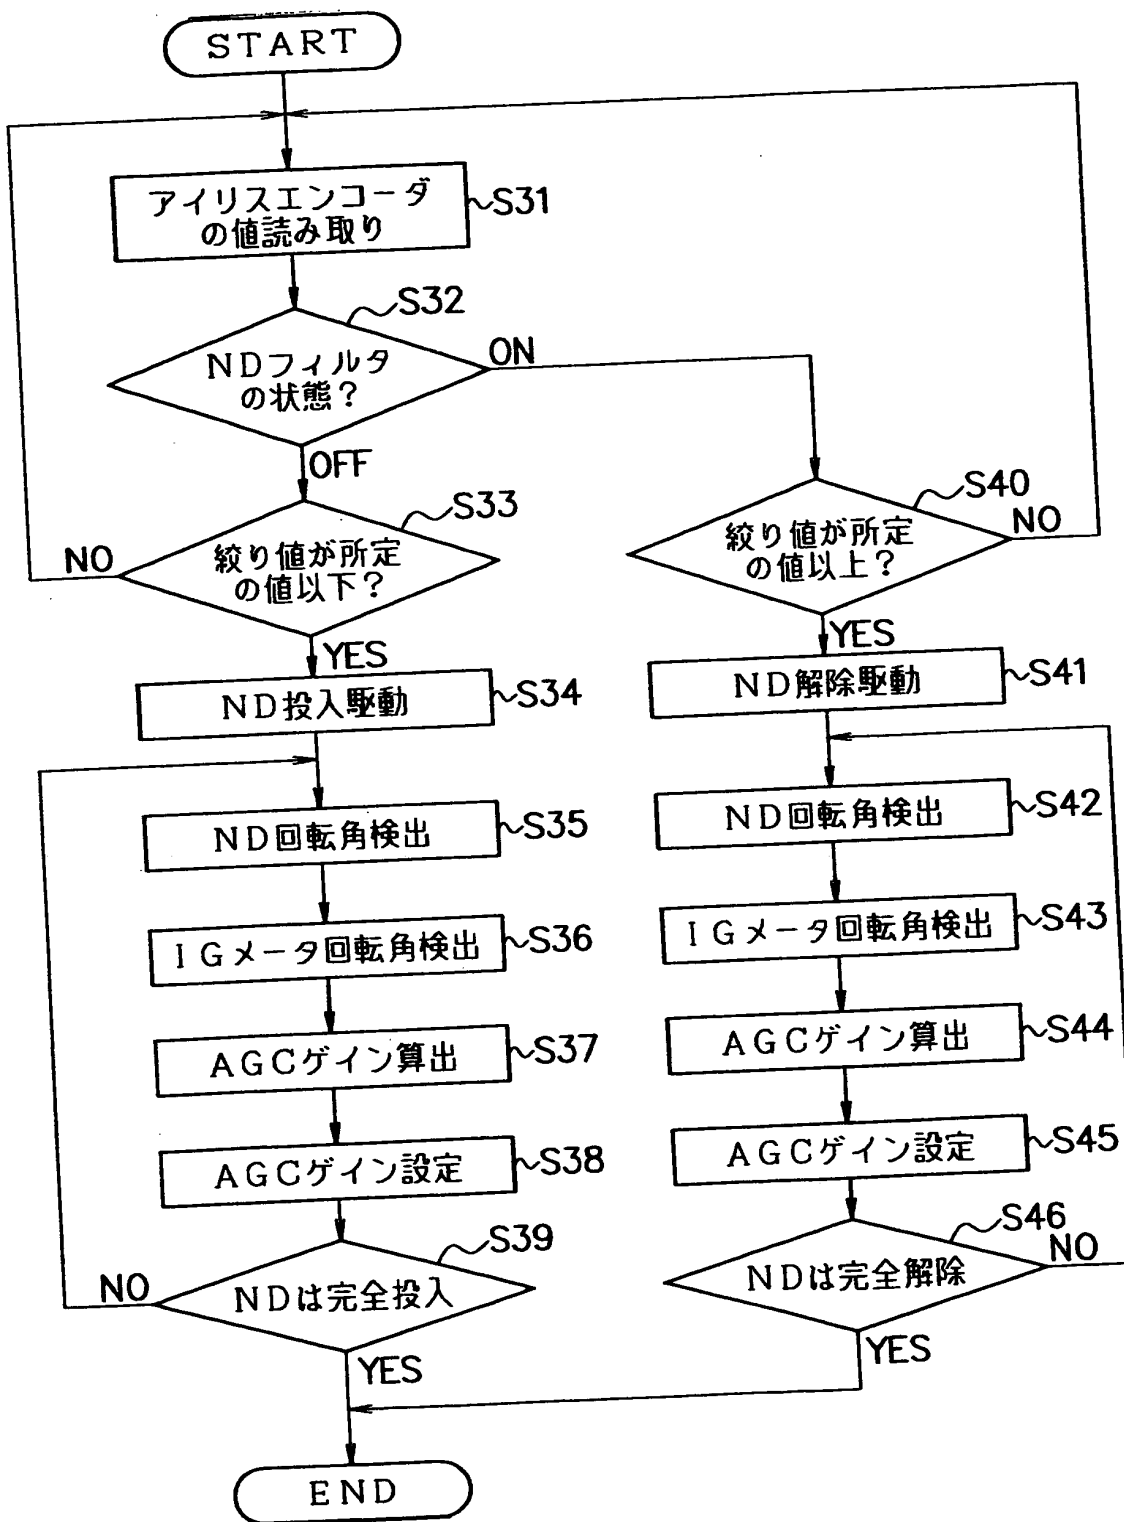 START
アイリスエンコーダ
の値読み取り
S31
S32
NDフィルタ
の状態?
ON
OFF
S33
絞り値が所定
の値以下?
NO
YES
S40
絞り値が所定
の値以上?
NO
YES
ND投入駆動
S34
ND解除駆動
S41
ND回転角検出
S35
ND回転角検出
S42
IGメータ回転角検出
S36
IGメータ回転角検出
S43
AGCゲイン算出
S37
AGCゲイン算出
S44
AGCゲイン設定
S38
AGCゲイン設定
S45
S39
NDは完全投入
NO
YES
S46
NDは完全解除
NO
YES
END